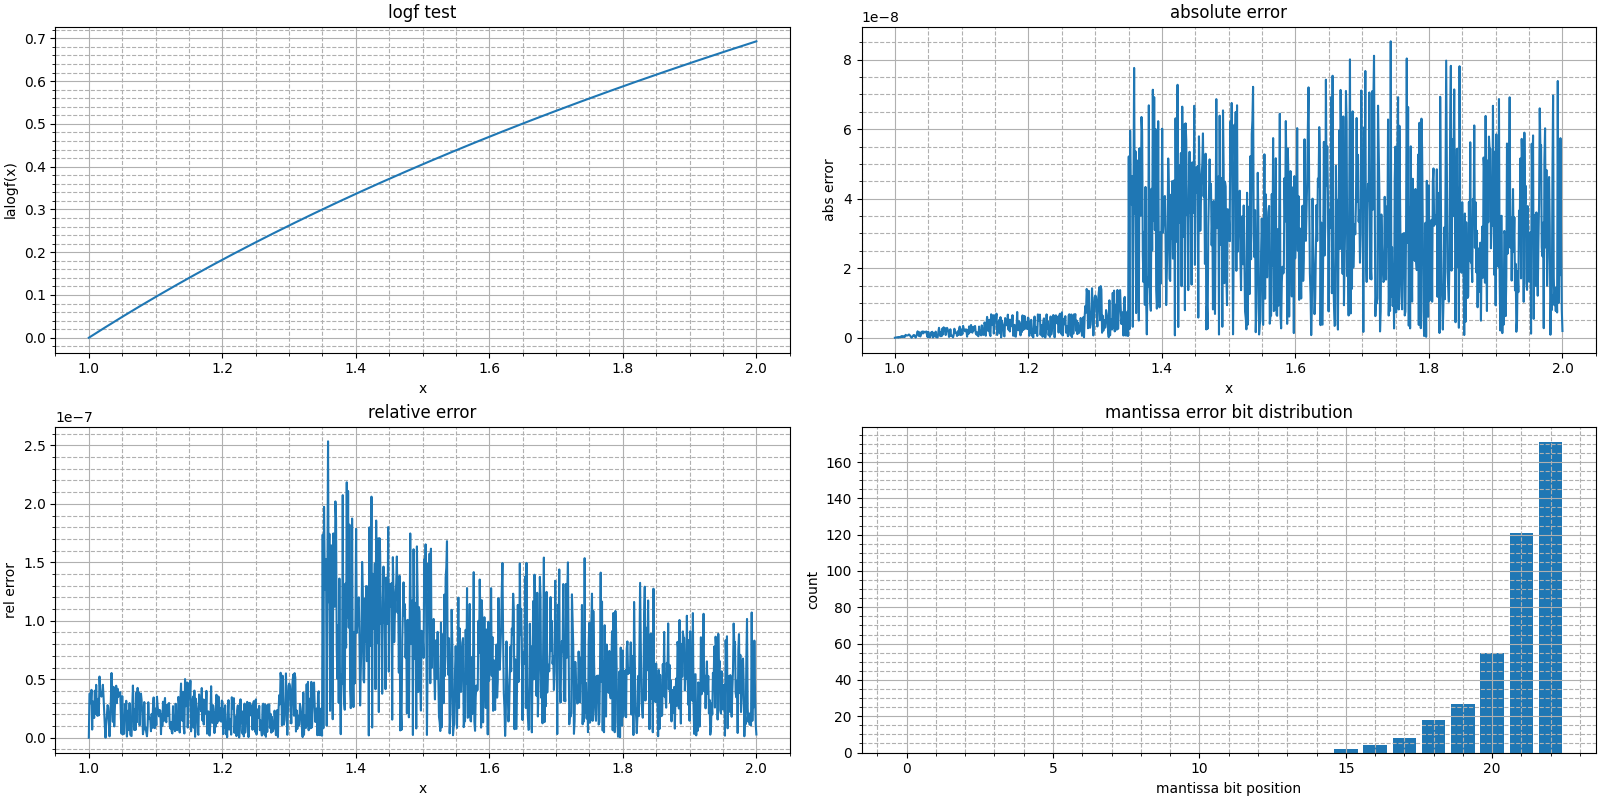 logf test
0.7
0.6
0.5
0.4
0.3
0.2
0.1
0.0
lalogf(x)
1.0 1.2 1.4 1.6 1.8 2.0
x
absolute error
1e−8
8
6
4
2
0
abs error
1.0 1.2 1.4 1.6 1.8 2.0
x
relative error
1e−7
2.5
2.0
1.5
1.0
0.5
0.0
rel error
1.0 1.2 1.4 1.6 1.8 2.0
x
mantissa error bit distribution
160
140
120
100
80
60
40
20
0
count
0 5 10 15 20
mantissa bit position